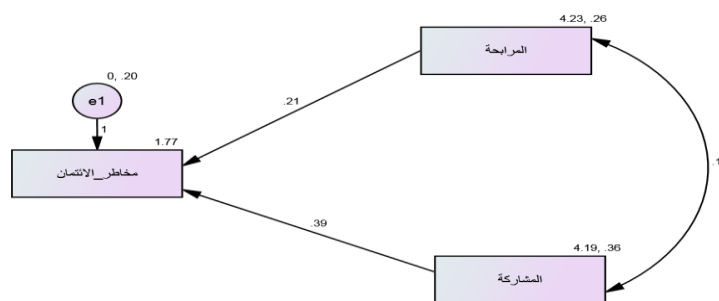 4.23, .26
المرابحة
0, .20
e1
1
.21
1.77
مخاطر_الائتمان
.39
4.19, .36
المشاركة